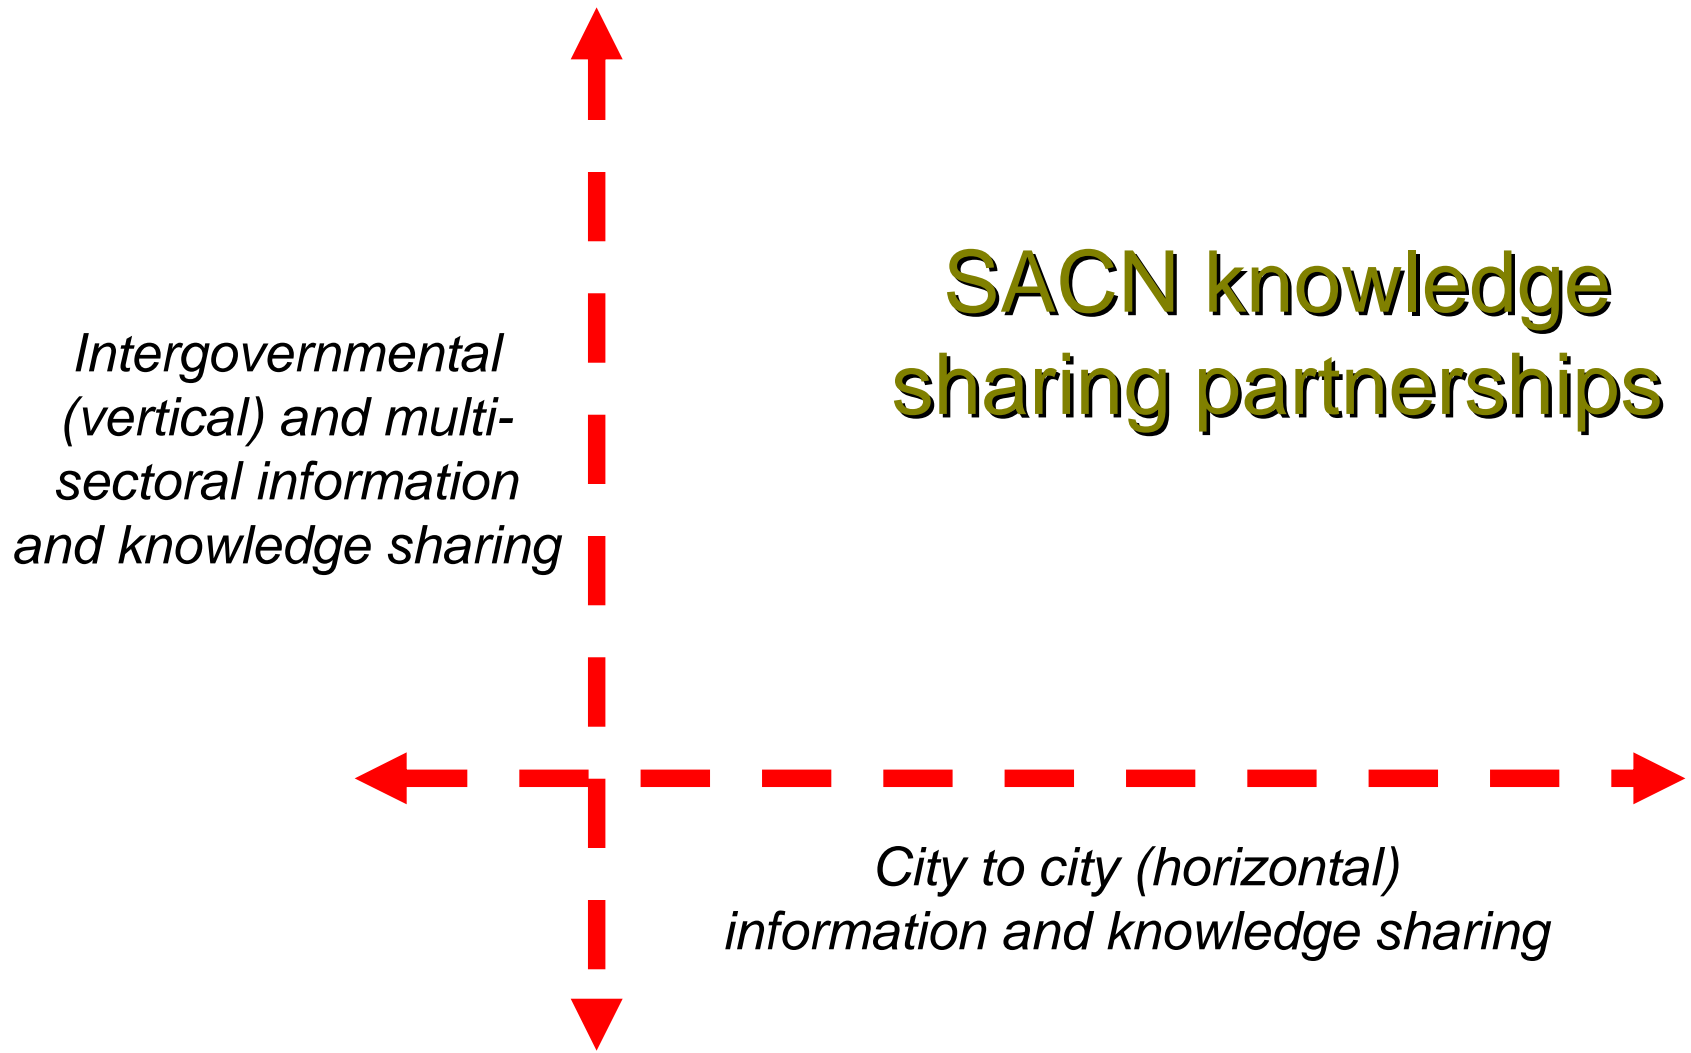 SACN knowledge
sharing partnerships
Intergovernmental
(vertical) and multi-
sectoral information
and knowledge sharing
City to city (horizontal)
information and knowledge sharing